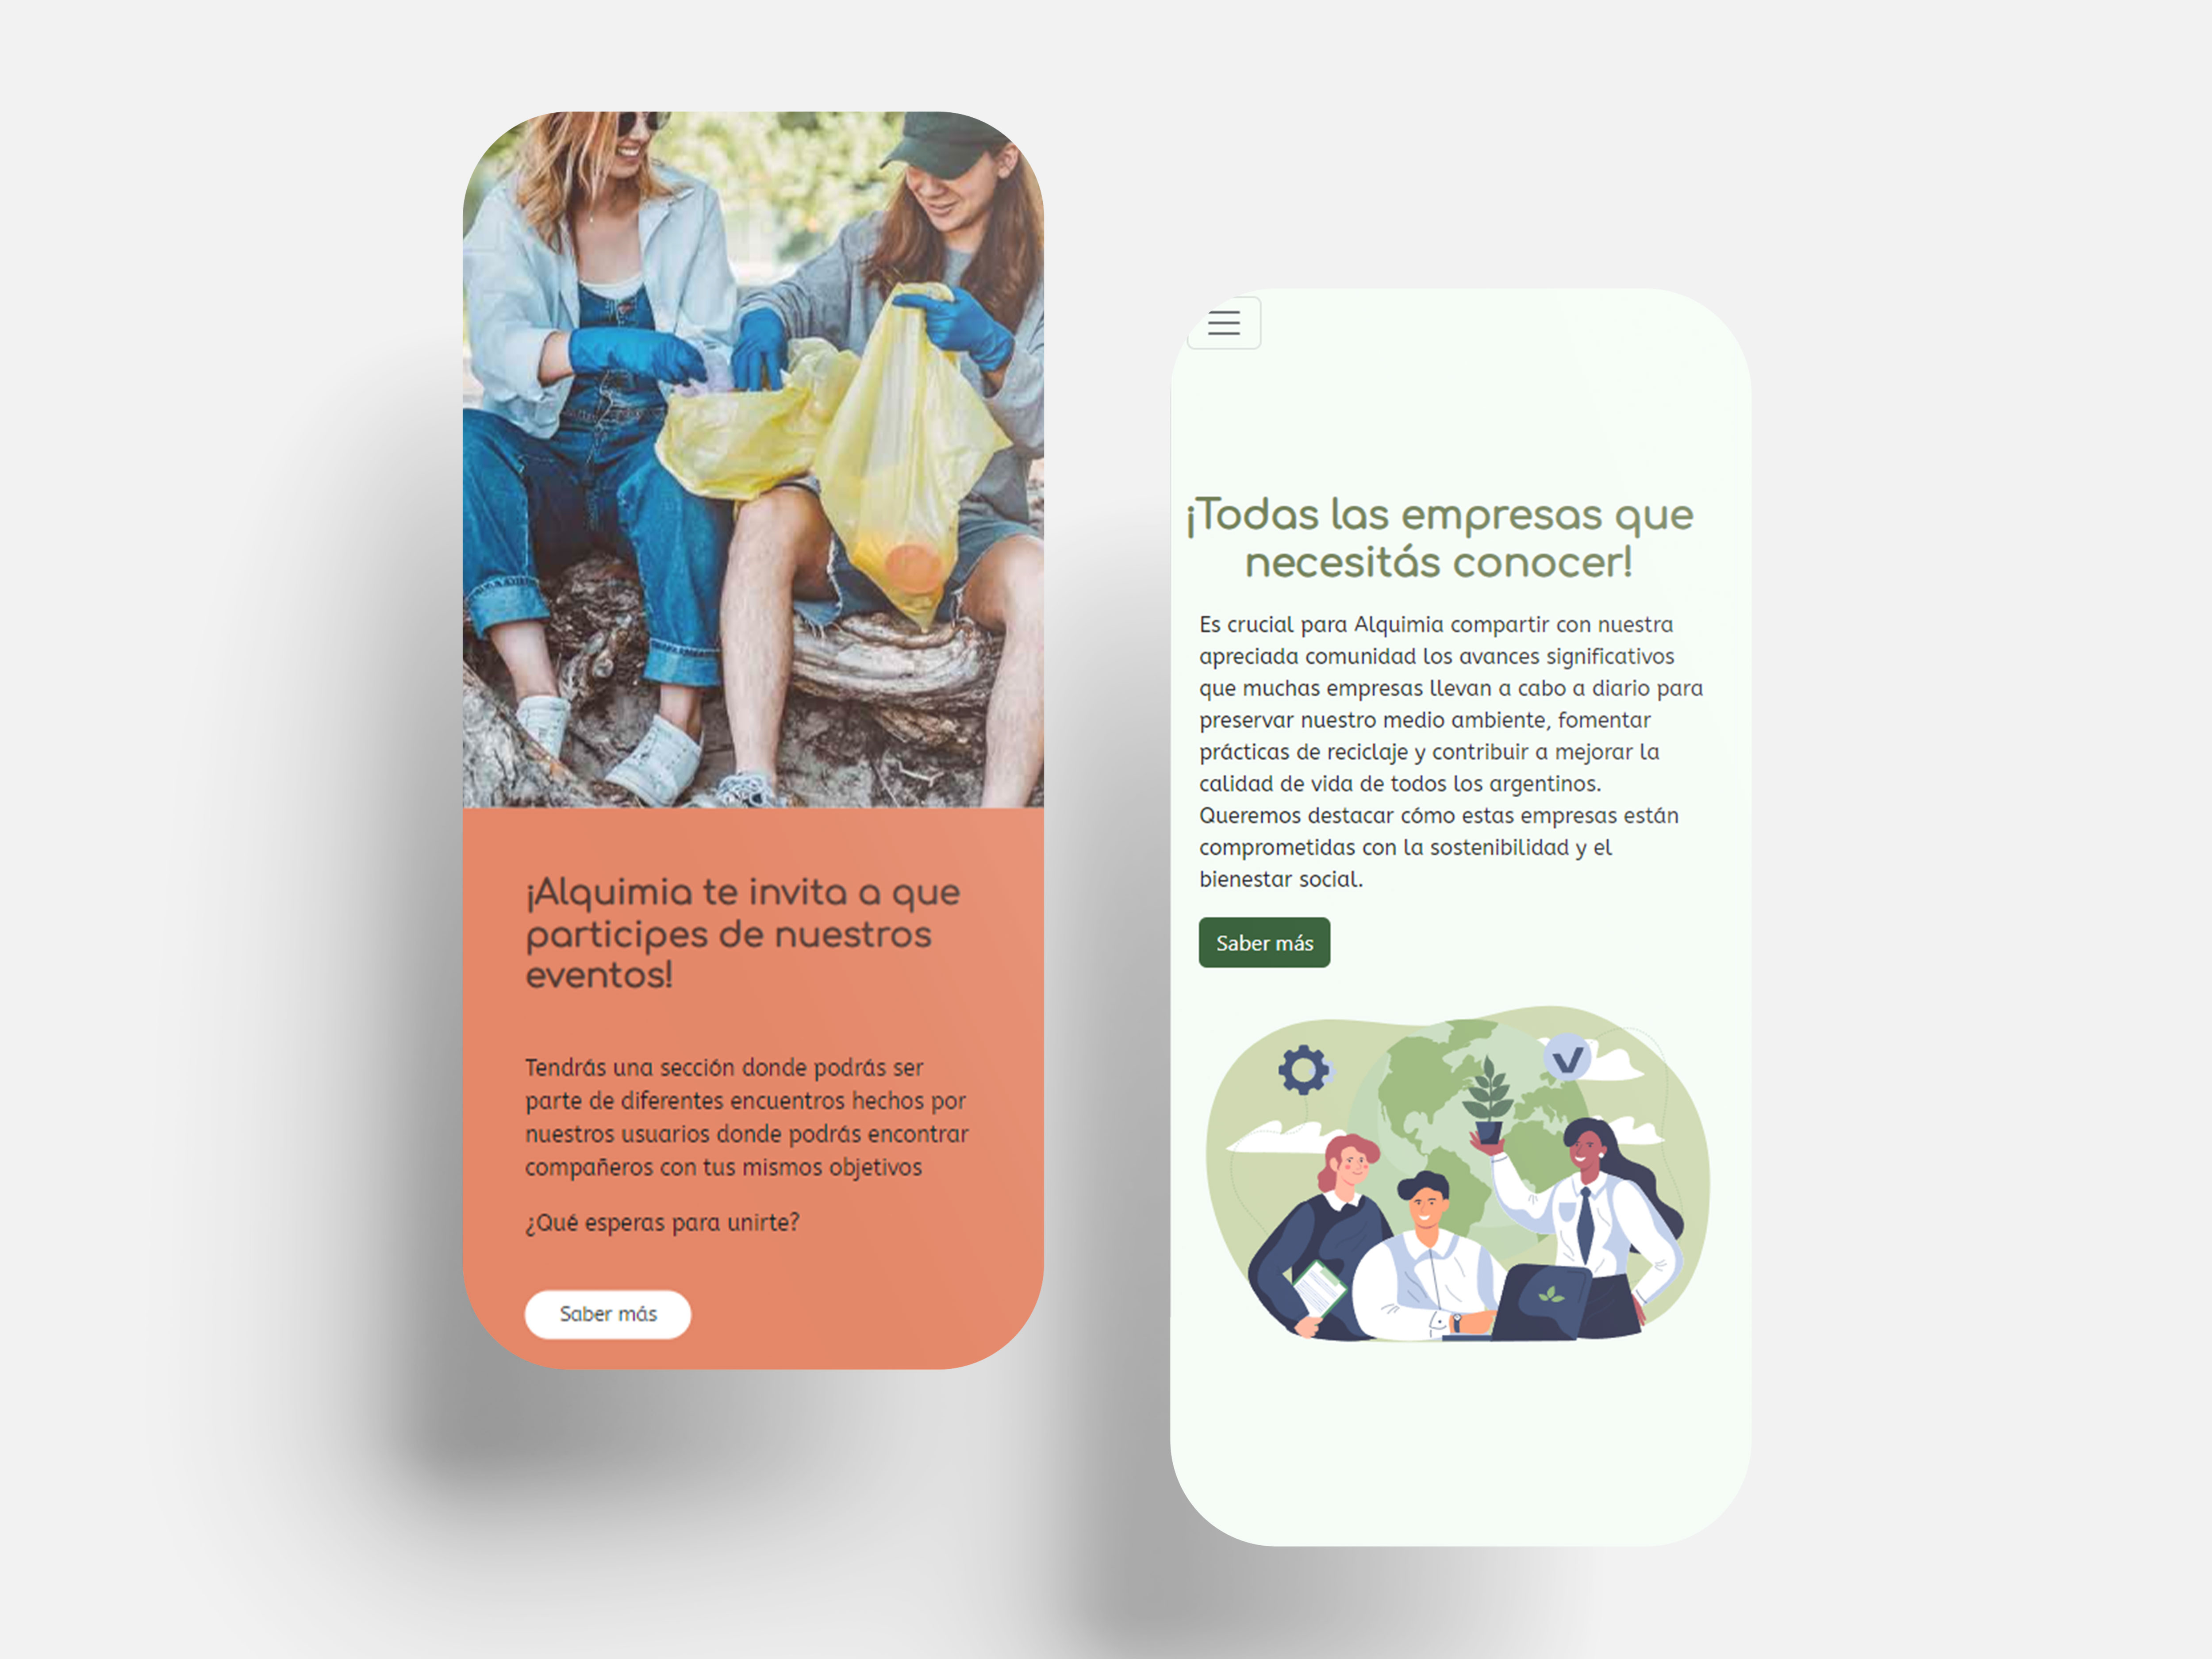 ¡Alquimia te invita a que
participes de nuestros
eventos!
Tendrás una sección donde podrás ser
parte de diferentes encuentros hechos por
nuestros usuarios donde podrás encontrar
compañeros con tus mismos objetivos
¿Qué esperas para unirte?
Saber más
¡Todas las empresas que
necesitás conocer!
Es crucial para Alquimia compartir con nuestra
apreciada comunidad los avances significativos
que muchas empresas llevan a cabo a diario para
preservar nuestro medio ambiente, fomentar
prácticas de reciclaje y contribuir a mejorar la
calidad de vida de todos los argentinos.
Queremos destacar cómo estas empresas están
comprometidas con la sostenibilidad y el
bienestar social.
Saber más